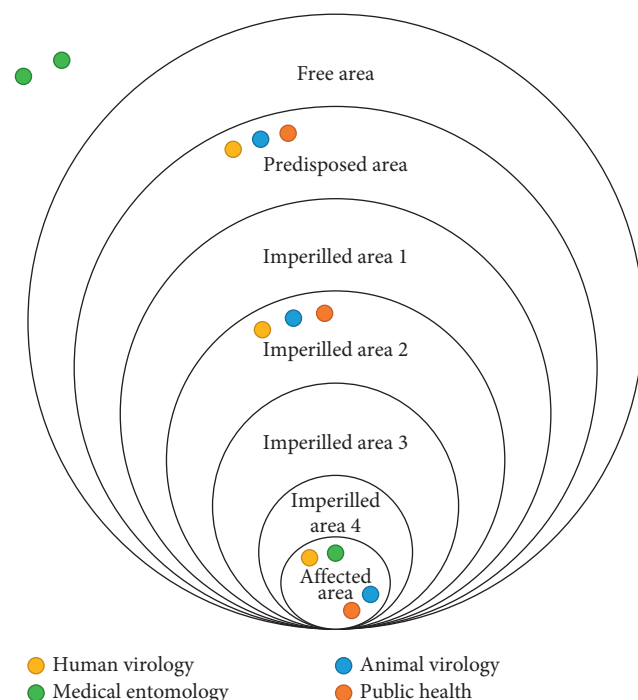 Free area
Predisposed area
Imperilled area 1
Imperilled area 2
Imperilled area 3
Imperilled
area 4
Affected
area
Human virology
Animal virology
Medical entomology
Public health